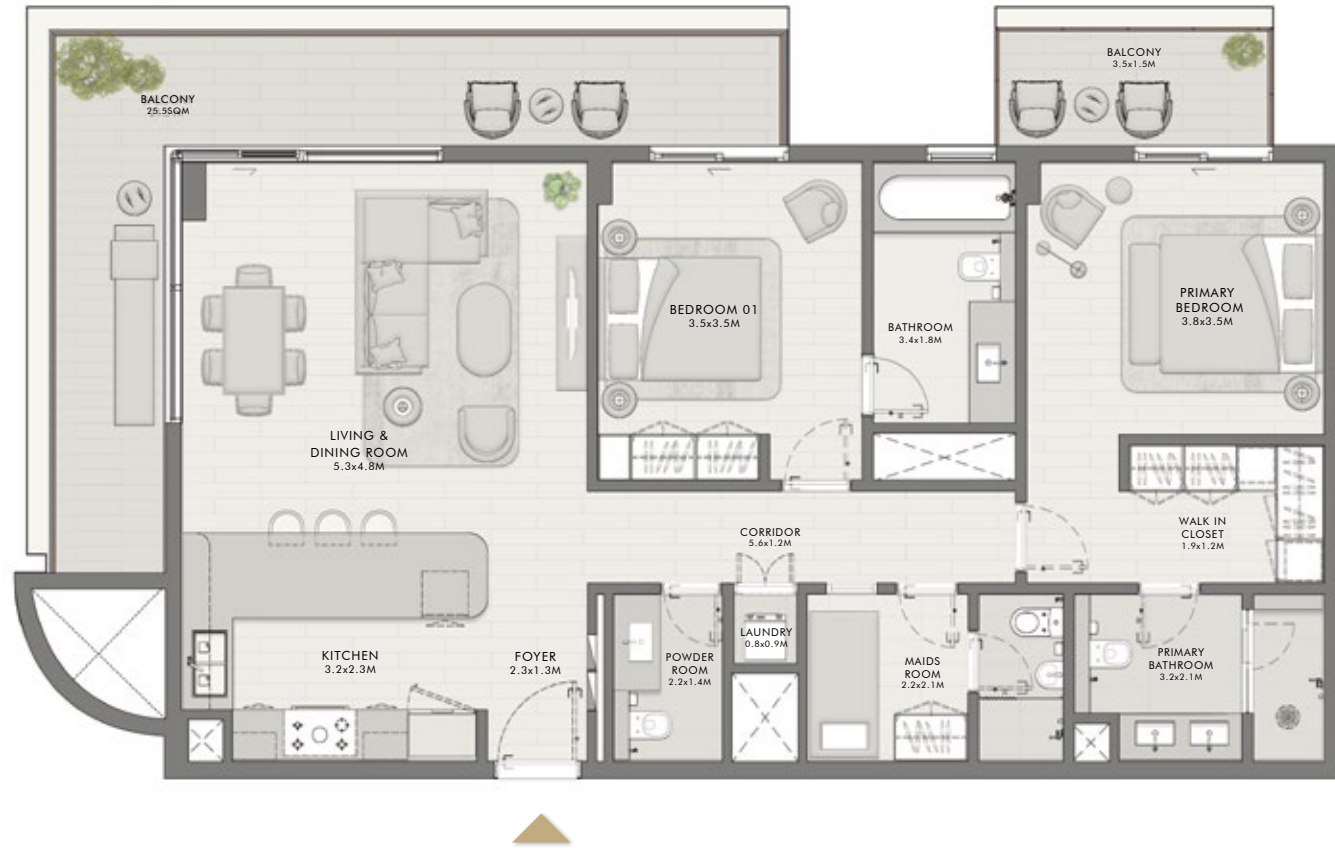 BALCONY
25.5SQM
BALCONY
3.5x1.5M
BEDROOM 01
3.5x3.5M
BATHROOM
3.4x1.8M
PRIMARY
BEDROOM
3.8x3.5M
LIVING &
DINING ROOM
5.3x4.8M
CORRIDOR
5.6x1.2M
WALK IN
CLOSET
1.9x1.2M
KITCHEN
3.2x2.3M
FOYER
2.3x1.3M
POWDER
ROOM
2.2x1.4M
LAUNDRY
0.8x0.9M
MAIDS
ROOM
2.2x2.1M
PRIMARY
BATHROOM
3.2x2.1M